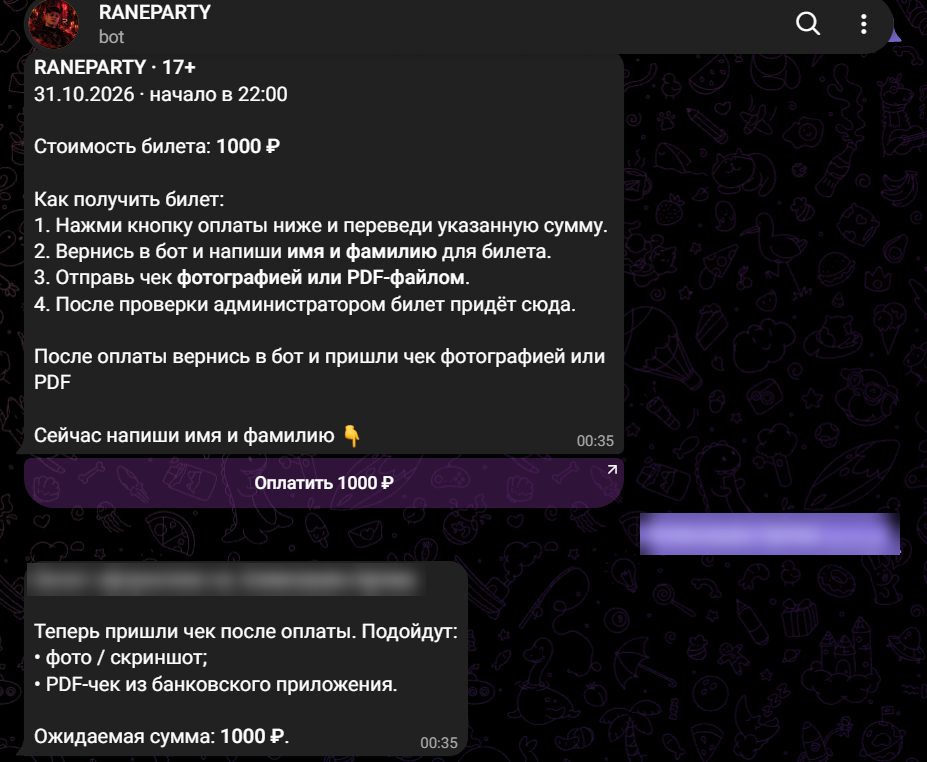 RANEPARTY
bot
RANEPARTY · 17+
31.10.2026 · начало в 22:00
Стоимость билета: 1000 ₽
Как получить билет:
1. Нажми кнопку оплаты ниже и переведи указанную сумму.
2. Вернись в бот и напиши имя и фамилию для билета.
3. Отправь чек фотографией или PDF-файлом.
4. После проверки администратором билет придёт сюда.
После оплаты вернись в бот и пришли чек фотографией или
PDF
Сейчас напиши имя и фамилию 👇
00:35
Оплатить 1000 ₽
Теперь пришли чек после оплаты. Подойдут:
• фото / скриншот;
• PDF-чек из банковского приложения.
Ожидаемая сумма: 1000 ₽.
00:35